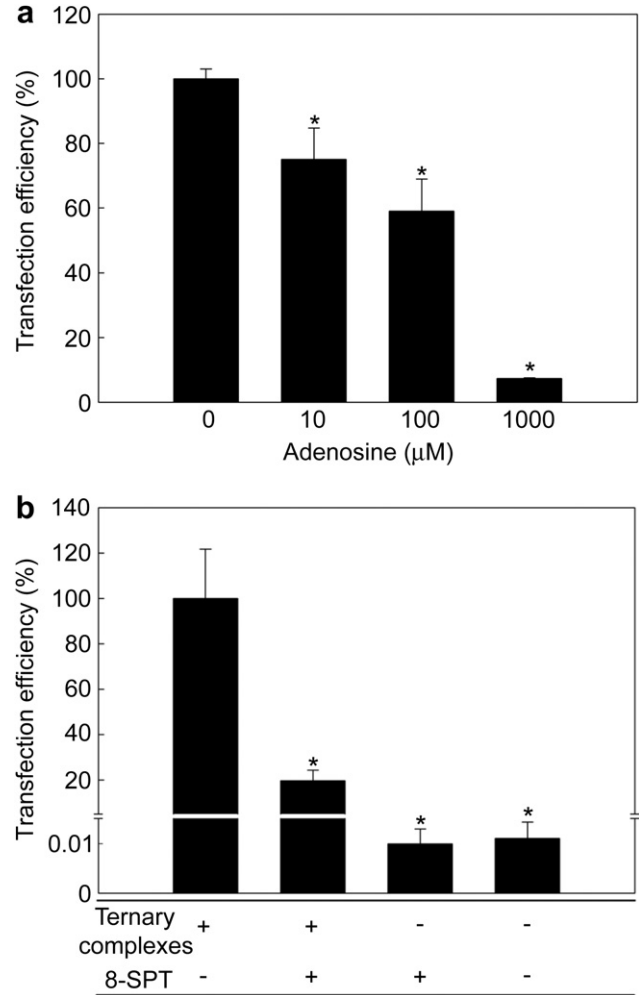 a
120
100
80
60
40
20
0
Transfection efficiency (%)
* * *
0 10 100 1000
Adenosine (μM)
b
140
120
100
80
60
40
20
0.01
0
Transfection efficiency (%)
* * *
Ternary
complexes + + - -
8-SPT - + + -